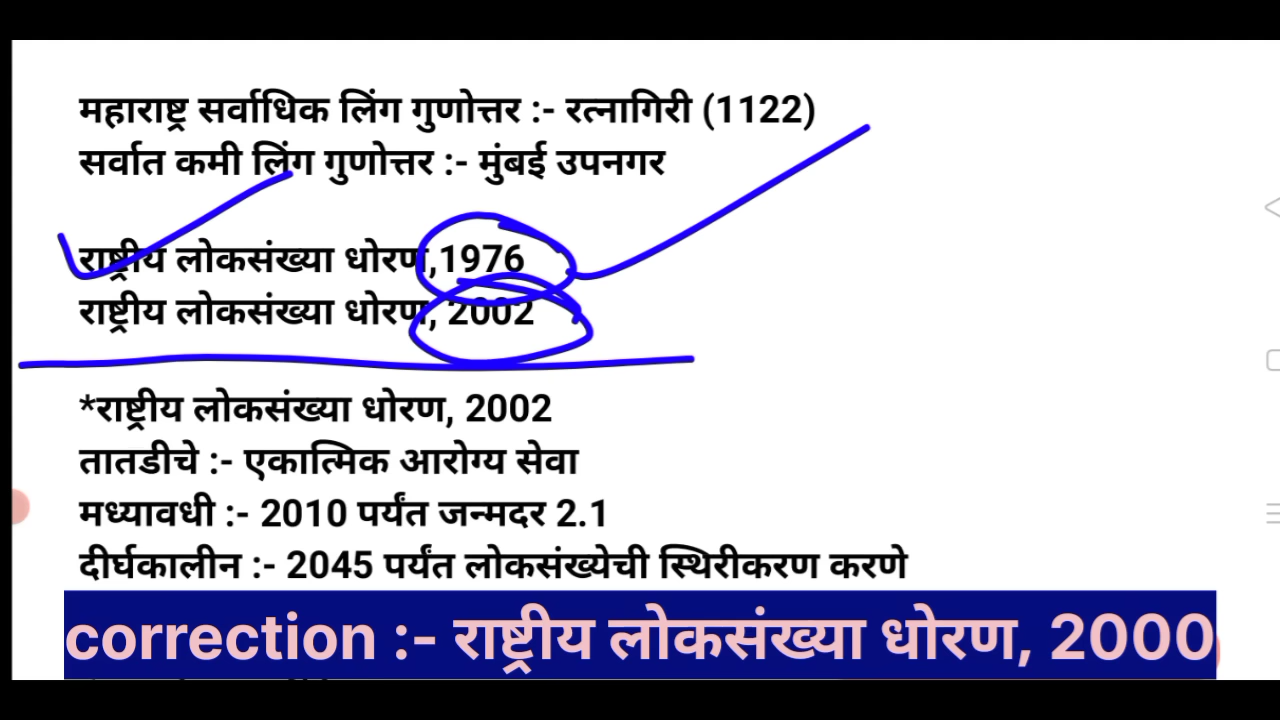 महाराष्ट्र सर्वाधिक लिंग गुणोत्तर :- रत्नागिरी (1122)
सर्वात कमी लिंग गुणोत्तर :- मुंबई उपनगर
राष्ट्रीय लोकसंख्या धोरण,1976
राष्ट्रीय लोकसंख्या धोरण, 2002
*राष्ट्रीय लोकसंख्या धोरण, 2002
तातडीचे :- एकात्मिक आरोग्य सेवा
मध्यावधी :- 2010 पर्यंत जन्मदर 2.1
दीर्घकालीन :- 2045 पर्यंत लोकसंख्येची स्थिरीकरण करणे
correction :- राष्ट्रीय लोकसंख्या धोरण, 2000